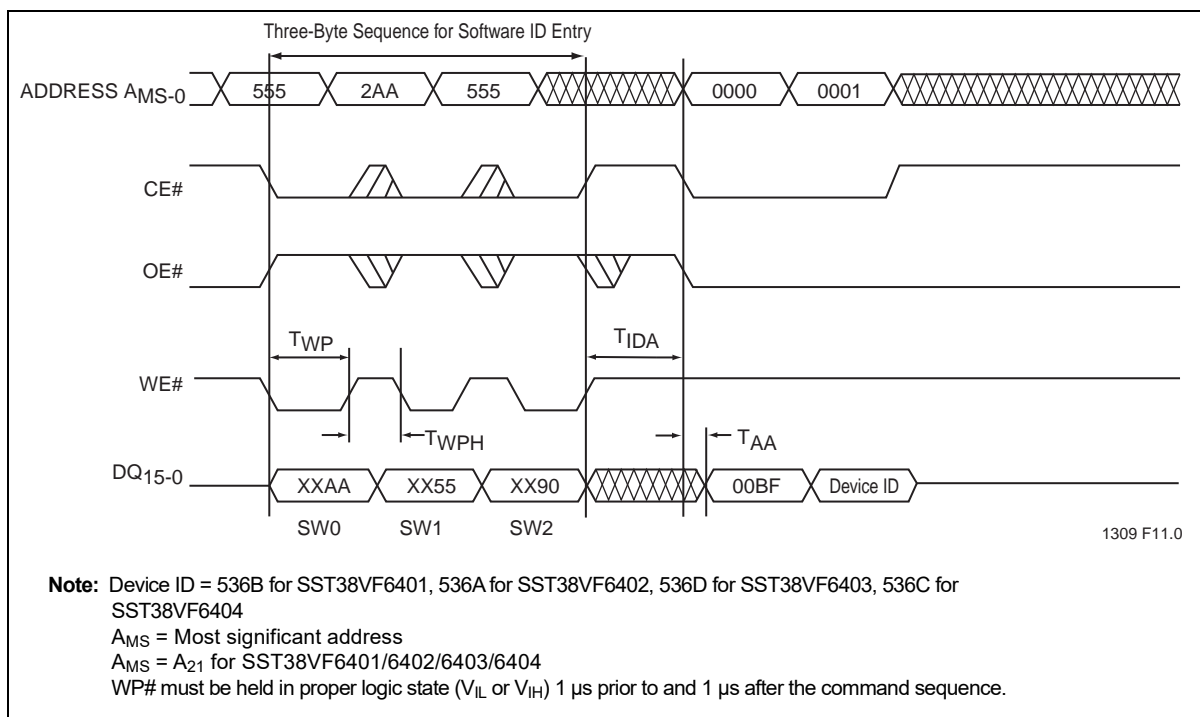 Three-Byte Sequence for Software ID Entry
ADDRESS AMS-0 555 2AA 555 0000 0001
CE#
OE#
TWP TIDA
WE#
TWPH TAA
DQ15-0 XXAA XX55 XX90 00BF Device ID
SW0 SW1 SW2
1309 F11.0
Note: Device ID = 536B for SST38VF6401, 536A for SST38VF6402, 536D for SST38VF6403, 536C for
SST38VF6404
AMS = Most significant address
AMS = A21 for SST38VF6401/6402/6403/6404
WP# must be held in proper logic state (VIL or VIH) 1 µs prior to and 1 µs after the command sequence.